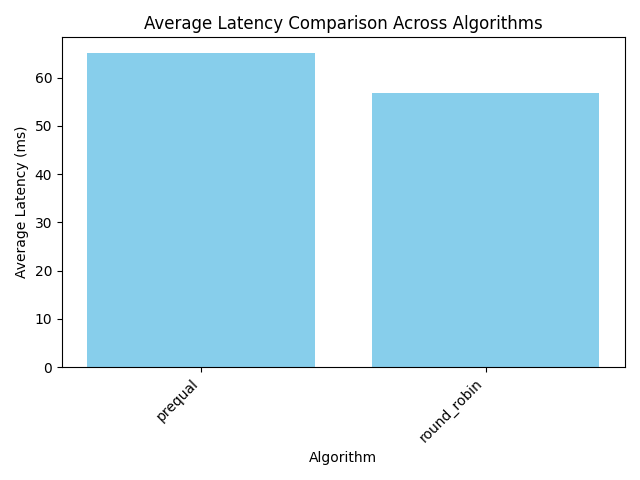 Average Latency Comparison Across Algorithms
Average Latency (ms)
60
50
40
30
20
10
0
prequal
round_robin
Algorithm